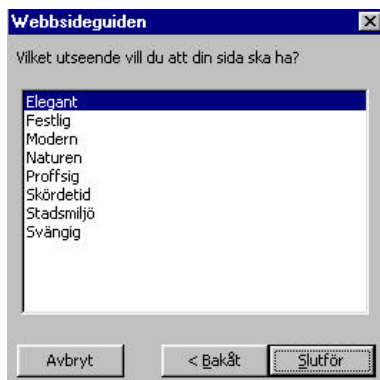 Webbsideguiden
Vilket utseende vill du att din sida ska ha?
Elegant
Festlig
Modern
Naturen
Proffsig
Skördetid
Stadsmiljö
Svängig
Avbryt
< Bakåt
Slutför